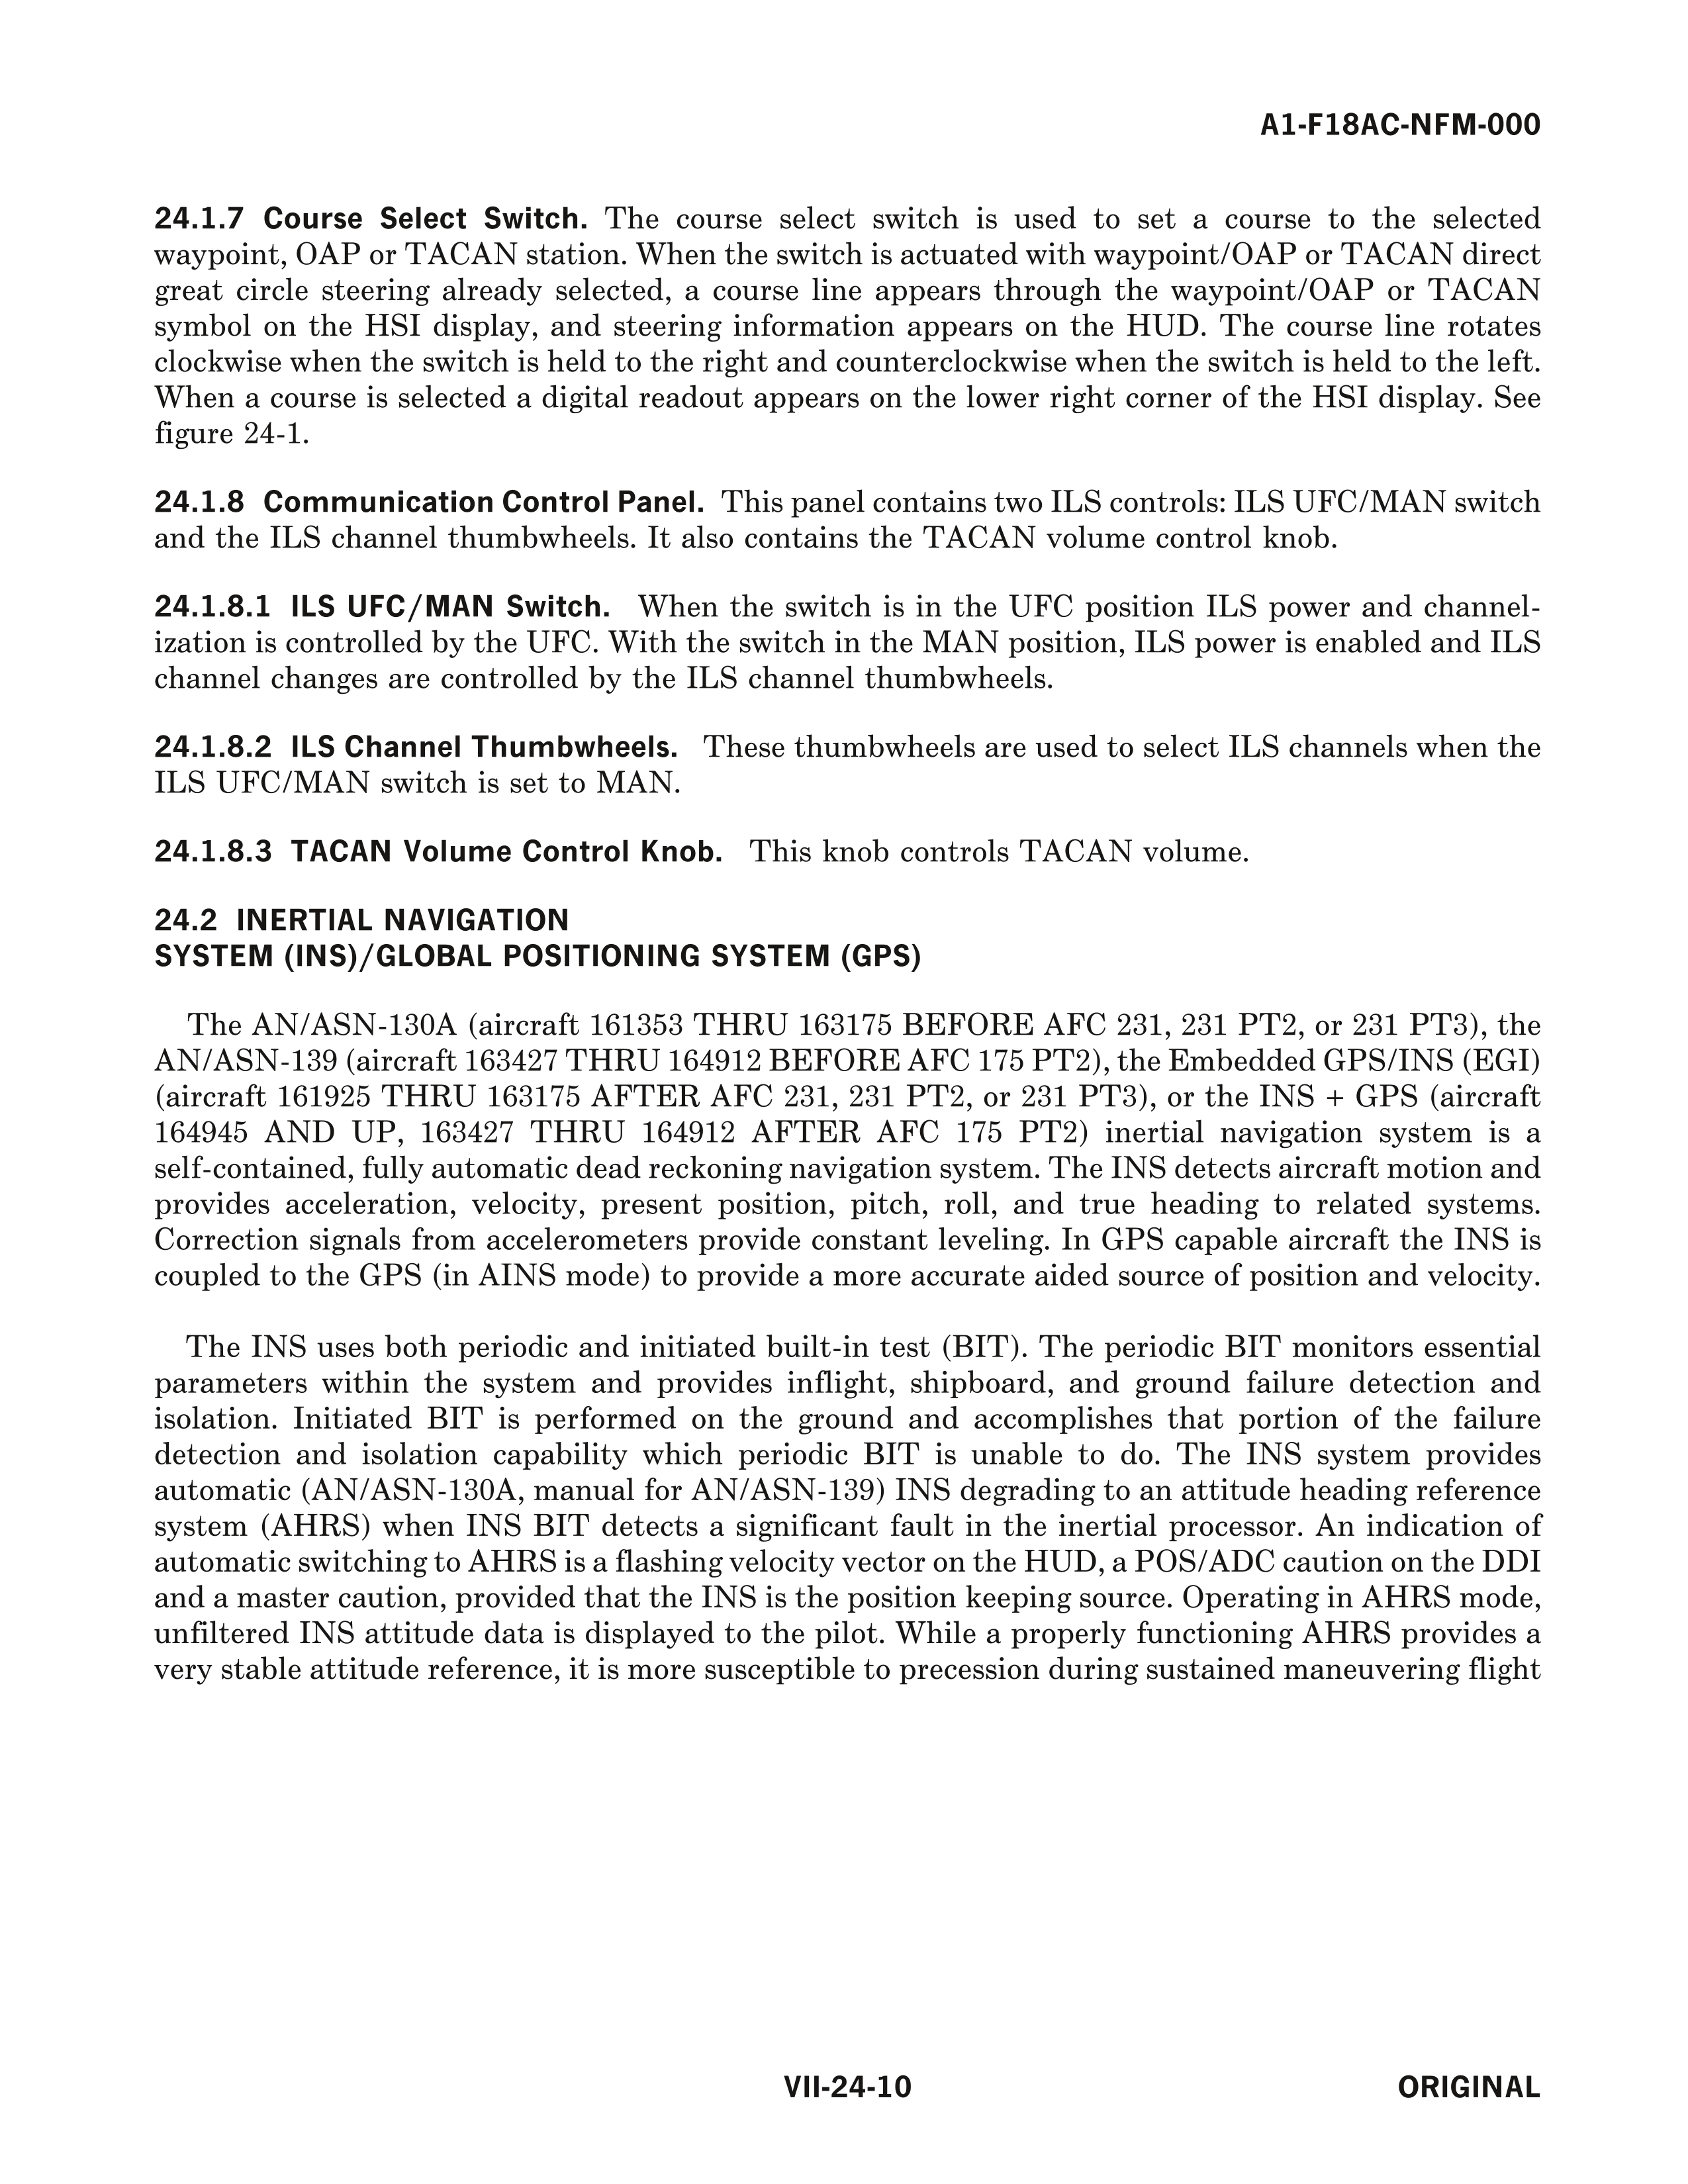 A1-F18AC-NFM-000
24.1.7 Course Select Switch. The course select switch is used to set a course to the selected
waypoint, OAP or TACAN station. When the switch is actuated with waypoint/OAP or TACAN direct
great circle steering already selected, a course line appears through the waypoint/OAP or TACAN
symbol on the HSI display, and steering information appears on the HUD. The course line rotates
clockwise when the switch is held to the right and counterclockwise when the switch is held to the left.
When a course is selected a digital readout appears on the lower right corner of the HSI display. See
figure 24-1.
24.1.8 Communication Control Panel. This panel contains two ILS controls: ILS UFC/MAN switch
and the ILS channel thumbwheels. It also contains the TACAN volume control knob.
24.1.8.1 ILS UFC/MAN Switch. When the switch is in the UFC position ILS power and channel-
ization is controlled by the UFC. With the switch in the MAN position, ILS power is enabled and ILS
channel changes are controlled by the ILS channel thumbwheels.
24.1.8.2 ILS Channel Thumbwheels. These thumbwheels are used to select ILS channels when the
ILS UFC/MAN switch is set to MAN.
24.1.8.3 TACAN Volume Control Knob. This knob controls TACAN volume.
24.2 INERTIAL NAVIGATION
SYSTEM (INS)/GLOBAL POSITIONING SYSTEM (GPS)
The AN/ASN-130A (aircraft 161353 THRU 163175 BEFORE AFC 231, 231 PT2, or 231 PT3), the
AN/ASN-139 (aircraft 163427 THRU 164912 BEFORE AFC 175 PT2), the Embedded GPS/INS (EGI)
(aircraft 161925 THRU 163175 AFTER AFC 231, 231 PT2, or 231 PT3), or the INS + GPS (aircraft
164945 AND UP, 163427 THRU 164912 AFTER AFC 175 PT2) inertial navigation system is a
self-contained, fully automatic dead reckoning navigation system. The INS detects aircraft motion and
provides acceleration, velocity, present position, pitch, roll, and true heading to related systems.
Correction signals from accelerometers provide constant leveling. In GPS capable aircraft the INS is
coupled to the GPS (in AINS mode) to provide a more accurate aided source of position and velocity.
The INS uses both periodic and initiated built-in test (BIT). The periodic BIT monitors essential
parameters within the system and provides inflight, shipboard, and ground failure detection and
isolation. Initiated BIT is performed on the ground and accomplishes that portion of the failure
detection and isolation capability which periodic BIT is unable to do. The INS system provides
automatic (AN/ASN-130A, manual for AN/ASN-139) INS degrading to an attitude heading reference
system (AHRS) when INS BIT detects a significant fault in the inertial processor. An indication of
automatic switching to AHRS is a flashing velocity vector on the HUD, a POS/ADC caution on the DDI
and a master caution, provided that the INS is the position keeping source. Operating in AHRS mode,
unfiltered INS attitude data is displayed to the pilot. While a properly functioning AHRS provides a
very stable attitude reference, it is more susceptible to precession during sustained maneuvering flight
VII-24-10
ORIGINAL